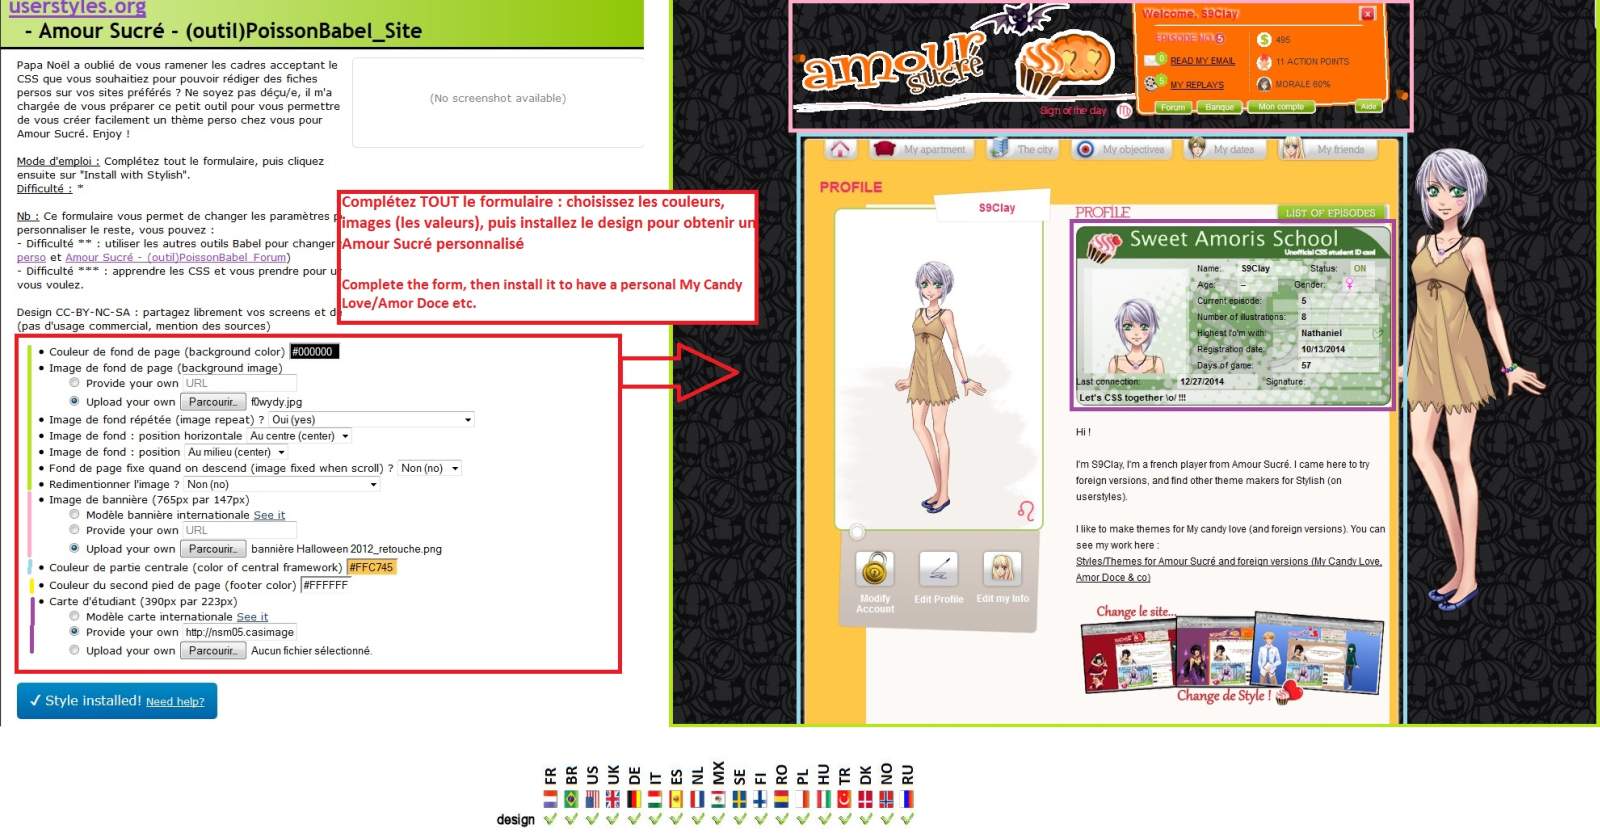 userstyles.org
- Amour Sucré - (outil)PoissonBabel_Site
Papa Noël a oublié de vous ramener les cadres acceptant le
CSS que vous souhaitiez pour pouvoir rédiger des fiches
persos sur vos sites préférés ? Ne soyez pas déçu/e, il m'a
chargée de vous préparer ce petit outil pour vous permettre
de vous créer facilement un thème perso chez vous pour
Amour Sucré. Enjoy !
(No screenshot available)
Mode d'emploi : Complétez tout le formulaire, puis cliquez
ensuite sur "Install with Stylish".
Difficulté : *
Nb : Ce formulaire vous permet de changer les paramètres p
personnaliser le reste, vous pouvez :
- Difficulté ** : utiliser les autres outils Babel pour changer
perso et Amour Sucré - (outil)PoissonBabel_Forum)
- Difficulté *** : apprendre les CSS et vous prendre pour u
vous voulez.
Design CC-BY-NC-SA : partagez librement vos screens et d
(pas d'usage commercial, mention des sources)
Complétez TOUT le formulaire : choisissez les couleurs,
images (les valeurs), puis installez le design pour obtenir un
Amour Sucré personnalisé
Complete the form, then install it to have a personal My Candy
Love/Amor Doce etc.
• Couleur de fond de page (background color) #000000
• Image de fond de page (background image)
Provide your own URL
Upload your own Parcourir... f0wydy.jpg
• Image de fond répétée (image repeat) ? Oui (yes)
• Image de fond : position horizontale Au centre (center)
• Image de fond : position Au milieu (center)
• Fond de page fixe quand on descend (image fixed when scroll) ? Non (no)
• Redimentionner l'image ? Non (no)
• Image de bannière (765px par 147px)
Modèle bannière internationale See it
Provide your own URL
Upload your own Parcourir... bannière Halloween 2012_retouche.png
• Couleur de partie centrale (color of central framework) #FFC745
• Couleur du second pied de page (footer color) #FFFFFF
• Carte d'étudiant (390px par 223px)
Modèle carte internationale See it
Provide your own http://nsm05.casimage
Upload your own Parcourir... Aucun fichier sélectionné.
✓ Style installed! Need help?
amour
sucré
Sign of the day
Welcome, S9Clay
EPISODE NO. 5
READ MY EMAIL
MY REPLAYS
495
11 ACTION POINTS
MORALE 60%
Forum Banque Mon compte Aide
My apartment The city My objectives My dates My friends
PROFILE
S9Clay
Modify
Account
Edit Profile
Edit my Info
PROFILE
LIST OF EPISODES
Sweet Amoris School
Unofficial CSS student ID card
Name: S9Clay Status: ON
Age: – Gender:
Current episode: 5
Number of illustrations: 8
Highest l'o'm with: Nathaniel
Registration date: 10/13/2014
Days of game: 57
Last connection: 12/27/2014 Signature:
Let's CSS together \o/ !!!
Hi !
I'm S9Clay, I'm a french player from Amour Sucré. I came here to try
foreign versions, and find other theme makers for Stylish (on
userstyles).
I like to make themes for My candy love (and foreign versions). You can
see my work here :
Styles/Themes for Amour Sucré and foreign versions (My Candy Love,
Amor Doce & co)
Change le site...
Change de Style !
FR BR US UK DE IT ES NL MX SE FI RO PL HU TR DK NO RU
design